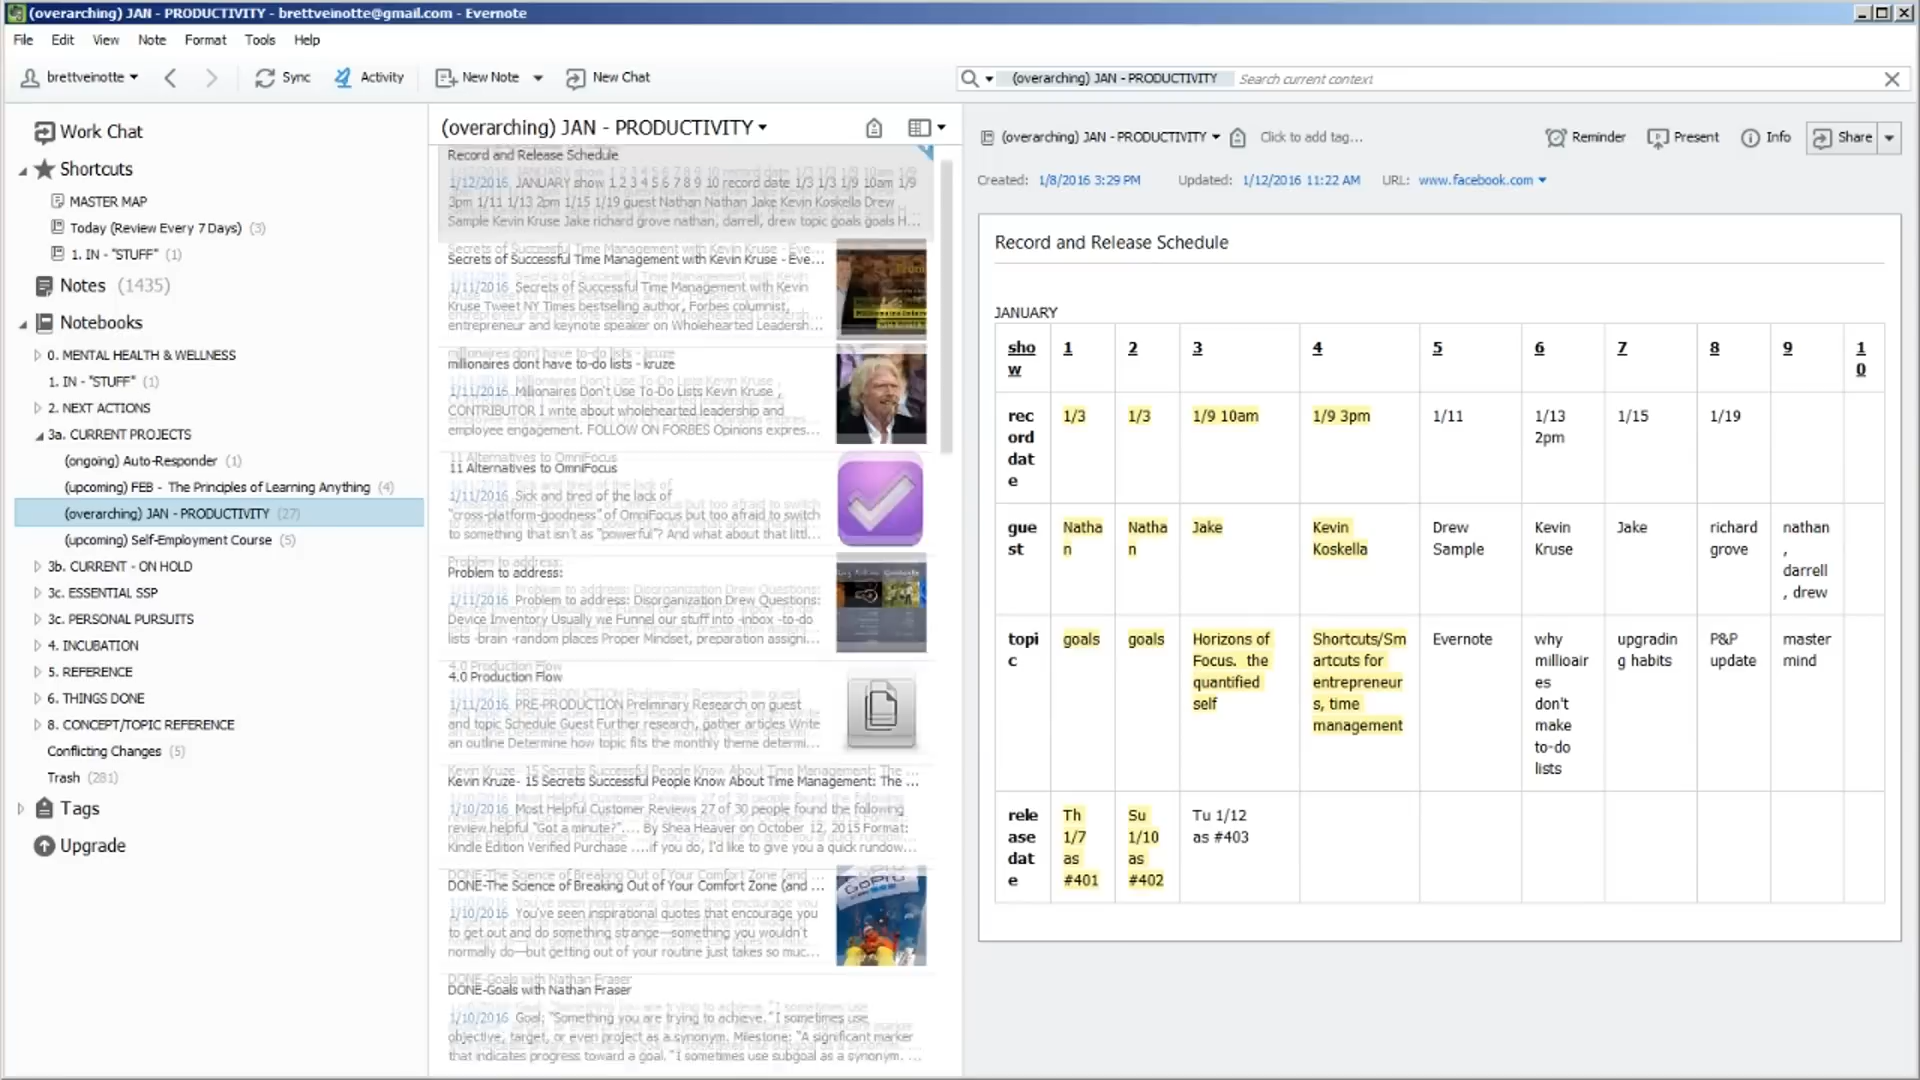 (overarching) JAN - PRODUCTIVITY - brettveinotte@gmail.com - Evernote
File Edit View Note Format Tools Help
brettveinotte Sync Activity New Note New Chat
(overarching) JAN - PRODUCTIVITY Search current context
Work Chat
Shortcuts
MASTER MAP
Today (Review Every 7 Days) (3)
1. IN - "STUFF" (1)
Notes (1435)
Notebooks
0. MENTAL HEALTH & WELLNESS
1. IN - "STUFF" (1)
2. NEXT ACTIONS
3a. CURRENT PROJECTS
(ongoing) Auto-Responder (1)
(upcoming) FEB - The Principles of Learning Anything (4)
(overarching) JAN - PRODUCTIVITY (27)
(upcoming) Self-Employment Course (5)
3b. CURRENT - ON HOLD
3c. ESSENTIAL SSP
3c. PERSONAL PURSUITS
4. INCUBATION
5. REFERENCE
6. THINGS DONE
8. CONCEPT/TOPIC REFERENCE
Conflicting Changes (5)
Trash (281)
Tags
Upgrade
(overarching) JAN - PRODUCTIVITY
Record and Release Schedule
1/12/2016 JANUARY show 1 2 3 4 5 6 7 8 9 10 record date 1/3 1/3 1/9 10am 1/9
3pm 1/11 1/13 2pm 1/15 1/19 guest Nathan Nathan Jake Kevin Koskella Drew
Sample Kevin Kruse Jake richard grove nathan, darrell, drew topic goals goals H...
Secrets of Successful Time Management with Kevin Kruse - Eve...
1/11/2016 Secrets of Successful Time Management with Kevin
Kruse Tweet NY Times bestselling author, Forbes columnist,
entrepreneur and keynote speaker on Wholehearted Leadersh...
millionaires dont have to-do lists - kruze
1/11/2016 Millionaires Don't Use To-Do Lists Kevin Kruse ,
CONTRIBUTOR I write about wholehearted leadership and
employee engagement. FOLLOW ON FORBES Opinions expres...
11 Alternatives to OmniFocus
1/11/2016 Sick and tired of the lack of
"cross-platform-goodness" of OmniFocus but too afraid to switch
to something that isn't as "powerful"? And what about that littl...
Problem to address:
1/11/2016 Problem to address: Disorganization Drew Questions:
Device Inventory Usually we Funnel our stuff into -inbox -to-do
lists -brain -random places Proper Mindset, preparation assigni...
4.0 Production Flow
1/11/2016 PRE-PRODUCTION Preliminary Research on guest
and topic Schedule Guest Further research, gather articles Write
an outline Determine how topic fits the monthly theme determi...
Kevin Kruze- 15 Secrets Successful People Know About Time Management: The ...
1/10/2016 Most Helpful Customer Reviews 27 of 30 people found the following
review helpful "Got a minute?".... By Shea Heaver on October 12, 2015 Format:
Kindle Edition Verified Purchase ....if you do, I'd like to give you a quick rundow...
DONE-The Science of Breaking Out of Your Comfort Zone (and ...
1/10/2016 You've seen inspirational quotes that encourage you
to get out and do something strange—something you wouldn't
normally do—but getting out of your routine just takes so muc...
DONE-Goals with Nathan Fraser
1/10/2016 Goal: "Something you are trying to achieve." I sometimes use
objective, target, or even project as a synonym. Milestone: "A significant marker
that indicates progress toward a goal." I sometimes use subgoal as a synonym. ...
(overarching) JAN - PRODUCTIVITY Click to add tag... Reminder Present Info Share
Created: 1/8/2016 3:29 PM Updated: 1/12/2016 11:22 AM URL: www.facebook.com
Record and Release Schedule
JANUARY
show 1 2 3 4 5 6 7 8 9 10
record date 1/3 1/3 1/9 10am 1/9 3pm 1/11 1/13 2pm 1/15 1/19
guest Nathan Nathan Jake Kevin Koskella Drew Sample Kevin Kruse Jake richard grove nathan, darrell, drew
topic goals goals Horizons of Focus. the quantified self Shortcuts/Smartcuts for entrepreneurs, time management Evernote why millioaires don't make to-do lists upgrading habits P&P update master mind
release date Th 1/7 as #401 Su 1/10 as #402 Tu 1/12 as #403